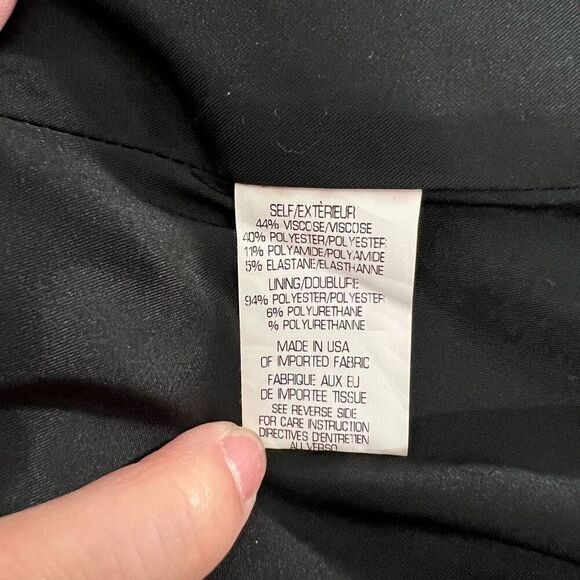 SELF/EXTÈRIEUR
44% VISCOSE/VISCOSE
40% POLYESTER/POLYESTER
11% POLYAMIDE/POLYAMIDE
5% ELASTANE/ELASTHANNE
LINING/DOUBLURE
94% POLYESTER/POLYESTER
6% POLYURETHANE
% POLYURETHANNE
MADE IN USA
OF IMPORTED FABRIC
FABRIQUE AUX EU
DE IMPORTEE TISSUE
SEE REVERSE SIDE
FOR CARE INSTRUCTION
DIRECTIVES D'ENTRETIEN
AU VERSO